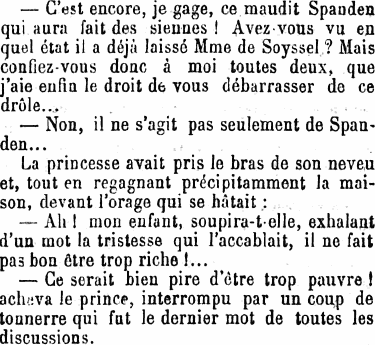 — C'est encore, je gage, ce maudit Spanden
qui aura fait des siennes ! Avez-vous vu en
quel état il a déjà laissé Mme de Soyssel ? Mais
confiez-vous donc à moi toutes deux, que
j'aie enfin le droit de vous débarrasser de ce
drôle...
— Non, il ne s'agit pas seulement de Span-
den...
La princesse avait pris le bras de son neveu
et, tout en regagnant précipitamment la mai-
son, devant l'orage qui se hâtait :
— Ah ! mon enfant, soupira-t-elle, exhalant
d'un mot la tristesse qui l'accablait, il ne fait
pas bon être trop riche !...
— Ce serait bien pire d'être trop pauvre !
acheva le prince, interrompu par un coup de
tonnerre qui fut le dernier mot de toutes les
discussions.